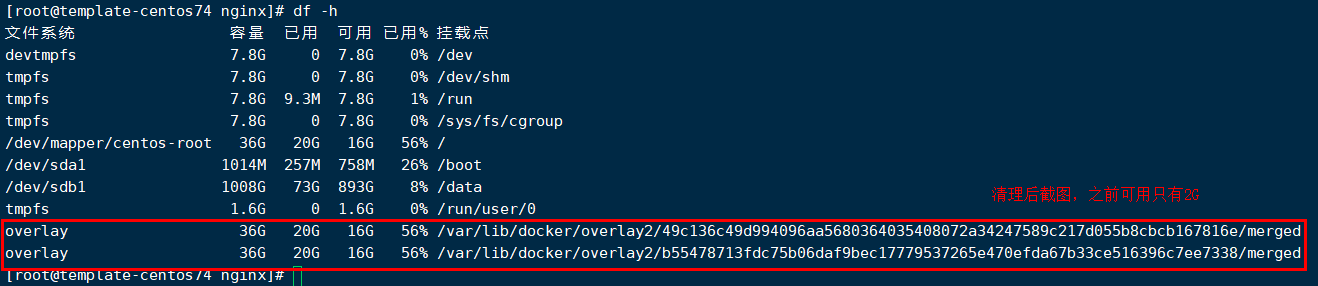 [root@template-centos74 nginx]# df -h
文件系统 容量 已用 可用 已用% 挂载点
devtmpfs 7.8G 0 7.8G 0% /dev
tmpfs 7.8G 0 7.8G 0% /dev/shm
tmpfs 7.8G 9.3M 7.8G 1% /run
tmpfs 7.8G 0 7.8G 0% /sys/fs/cgroup
/dev/mapper/centos-root 36G 20G 16G 56% /
/dev/sda1 1014M 257M 758M 26% /boot
/dev/sdb1 1008G 73G 893G 8% /data
清理后截图，之前可用只有2G
tmpfs 1.6G 0 1.6G 0% /run/user/0
overlay 36G 20G 16G 56% /var/lib/docker/overlay2/49c136c49d994096aa5680364035408072a34247589c217d055b8cbcb167816e/merged
overlay 36G 20G 16G 56% /var/lib/docker/overlay2/b55478713fdc75b06daf9bec17779537265e470efda67b33ce516396c7ee7338/merged
[root@template-centos74 nginx]#